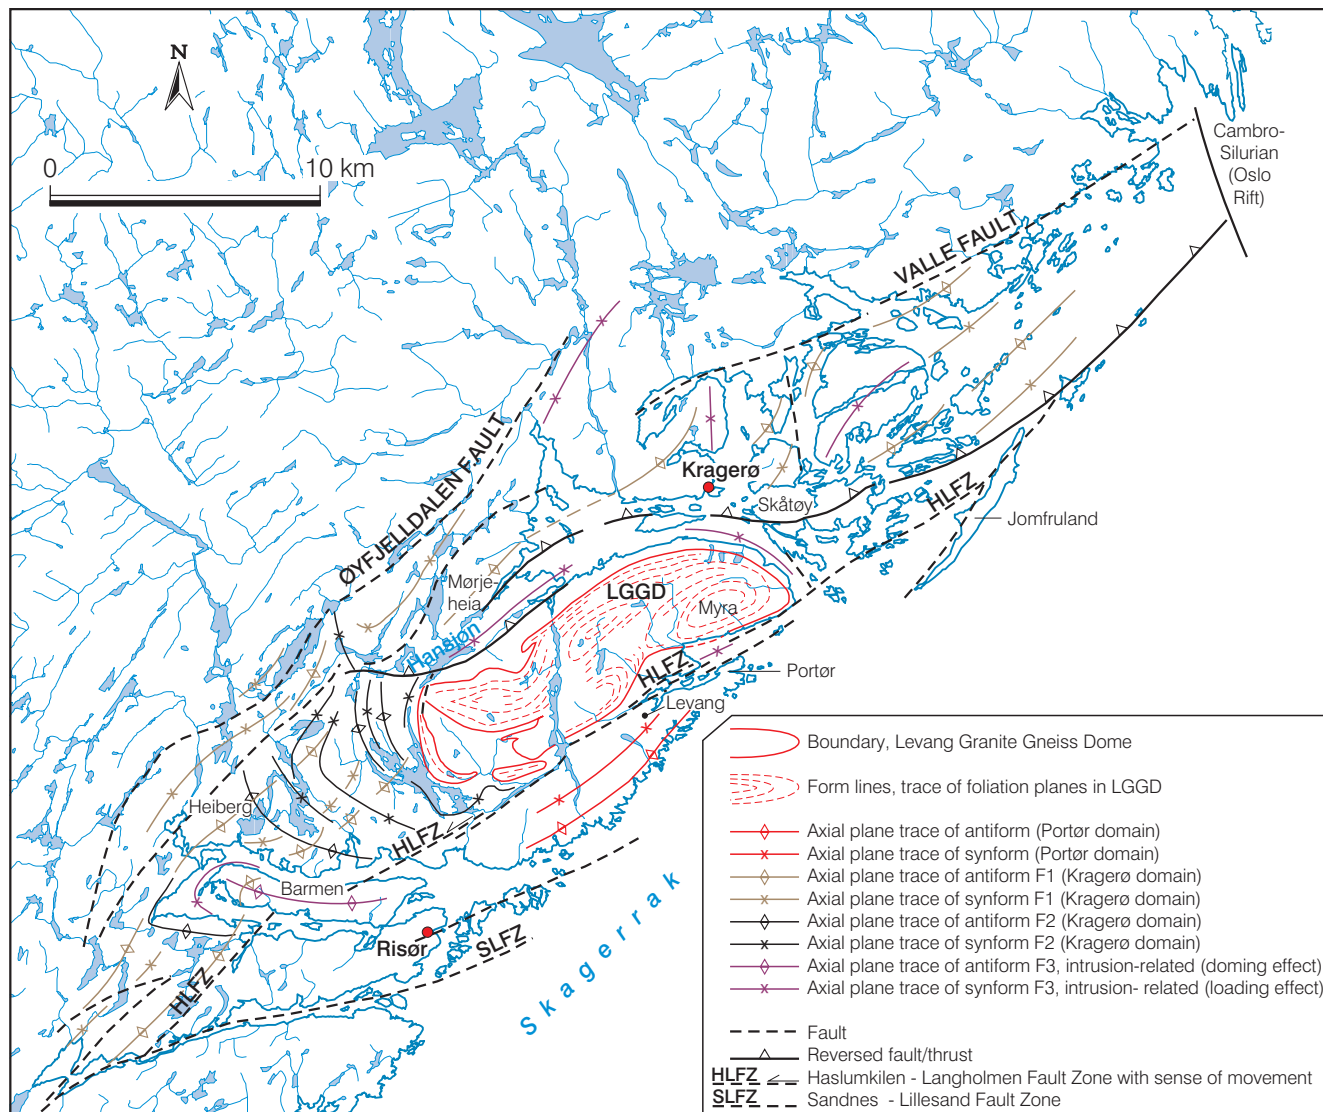 N
0 10 km
Cambro-
Silurian
(Oslo
Rift)
VALLE FAULT
ØYFJELLDALEN FAULT
Kragerø
Skåtøy
HLFZ
Jomfruland
Mørje-
heia
LGGD
Myra
Hansjøn
HLFZ
Portør
Levang
Heiberg
HLFZ
Barmen
Risør
SLFZ
HLFZ
Skagerrak
Boundary, Levang Granite Gneiss Dome
Form lines, trace of foliation planes in LGGD
Axial plane trace of antiform (Portør domain)
Axial plane trace of synform (Portør domain)
Axial plane trace of antiform F1 (Kragerø domain)
Axial plane trace of synform F1 (Kragerø domain)
Axial plane trace of antiform F2 (Kragerø domain)
Axial plane trace of synform F2 (Kragerø domain)
Axial plane trace of antiform F3, intrusion-related (doming effect)
Axial plane trace of synform F3, intrusion- related (loading effect)
Fault
Reversed fault/thrust
HLFZ Haslumkilen - Langholmen Fault Zone with sense of movement
SLFZ Sandnes - Lillesand Fault Zone